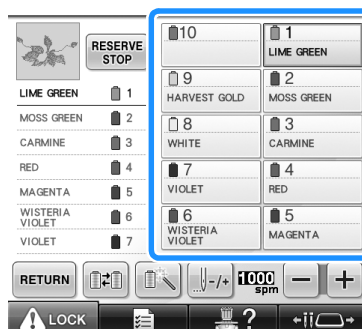 RESERVE
STOP
LIME GREEN 1
MOSS GREEN 2
CARMINE 3
RED 4
MAGENTA 5
WISTERIA
VIOLET 6
VIOLET 7
10
1
LIME GREEN
9
HARVEST GOLD
2
MOSS GREEN
8
WHITE
3
CARMINE
7
VIOLET
4
RED
6
WISTERIA
VIOLET
5
MAGENTA
RETURN
-/+
1000
spm
− +
LOCK
?